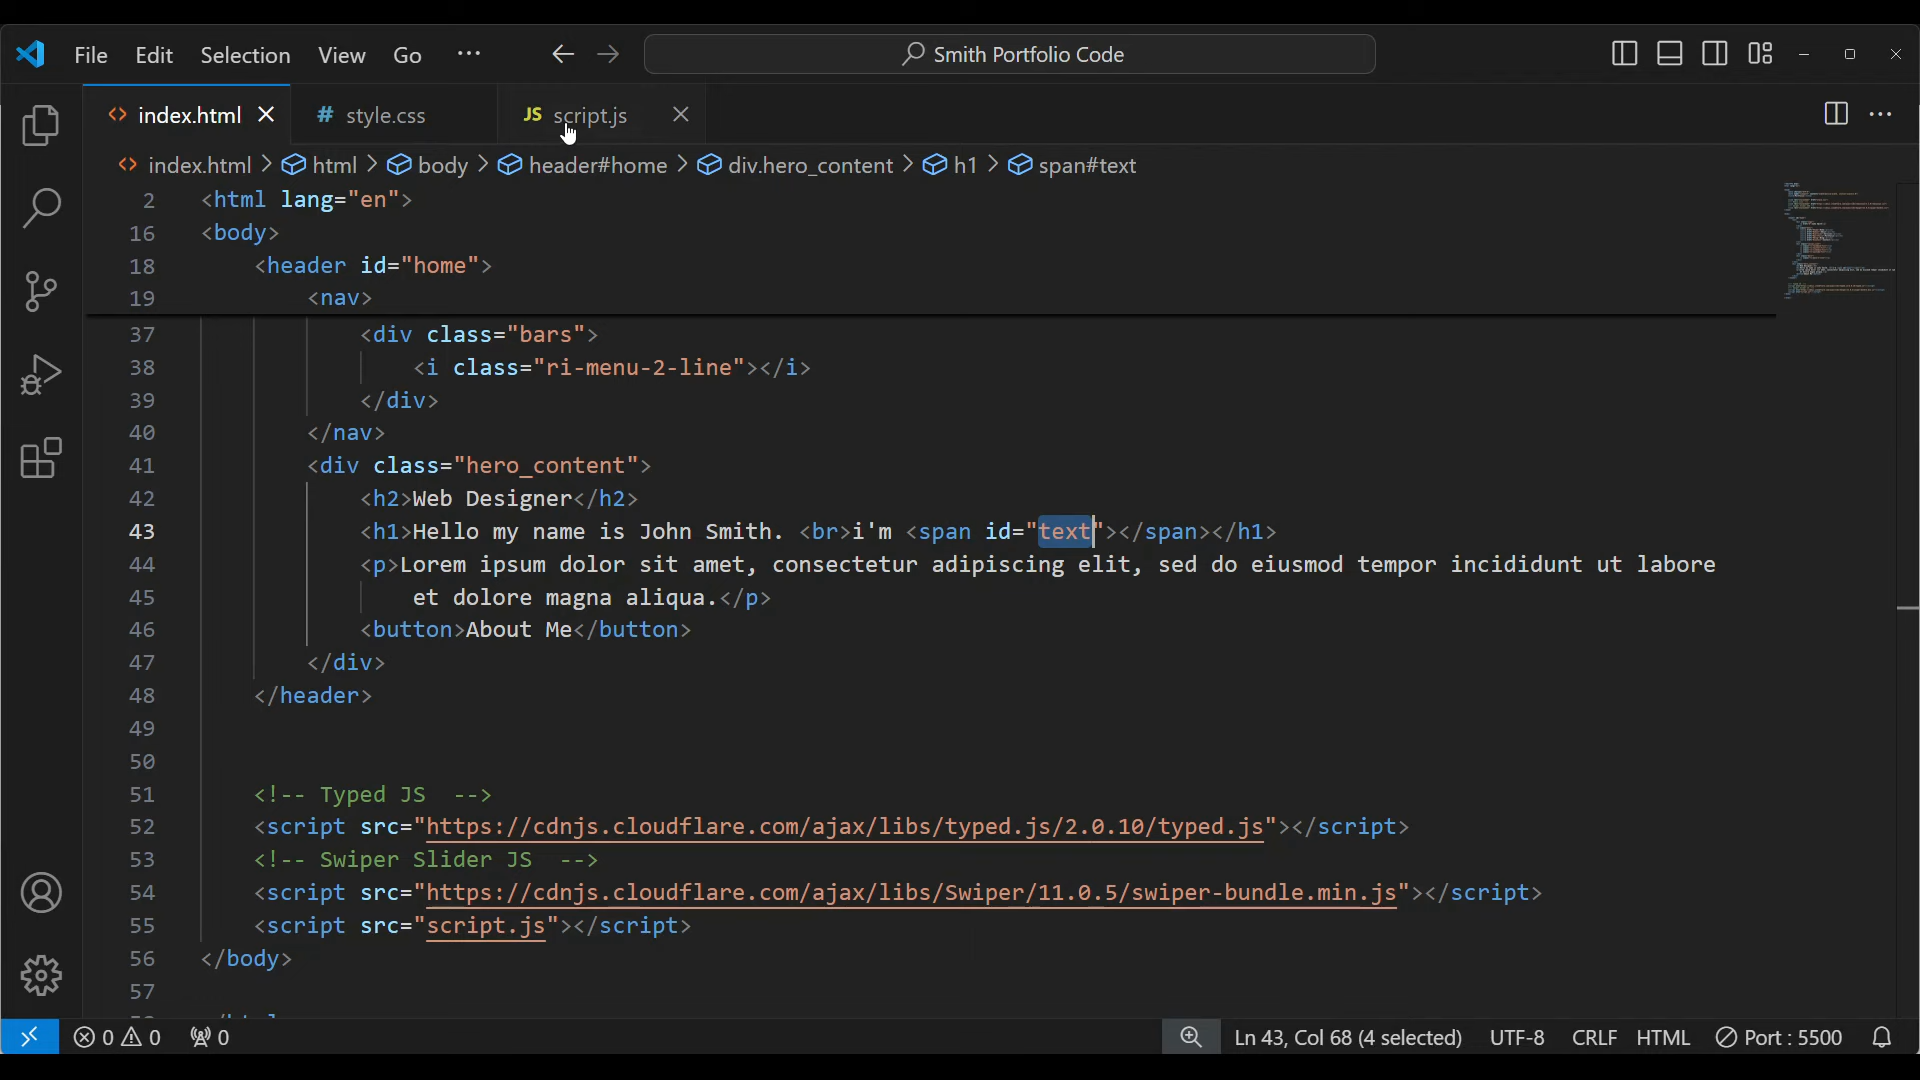 File Edit Selection View Go ··· Smith Portfolio Code
index.html # style.css JS script.js
index.html > html > body > header#home > div.hero_content > h1 > span#text
2 <html lang="en">
16 <body>
18 <header id="home">
19 <nav>
37 <div class="bars">
38 <i class="ri-menu-2-line"></i>
39 </div>
40 </nav>
41 <div class="hero_content">
42 <h2>Web Designer</h2>
43 <h1>Hello my name is John Smith. <br>i'm <span id="text"></span></h1>
44 <p>Lorem ipsum dolor sit amet, consectetur adipiscing elit, sed do eiusmod tempor incididunt ut labore
45 et dolore magna aliqua.</p>
46 <button>About Me</button>
47 </div>
48 </header>
49
50
51 <!-- Typed JS  -->
52 <script src="https://cdnjs.cloudflare.com/ajax/libs/typed.js/2.0.10/typed.js"></script>
53 <!-- Swiper Slider JS  -->
54 <script src="https://cdnjs.cloudflare.com/ajax/libs/Swiper/11.0.5/swiper-bundle.min.js"></script>
55 <script src="script.js"></script>
56 </body>
57
0 0 0 Ln 43, Col 68 (4 selected) UTF-8 CRLF HTML Port : 5500